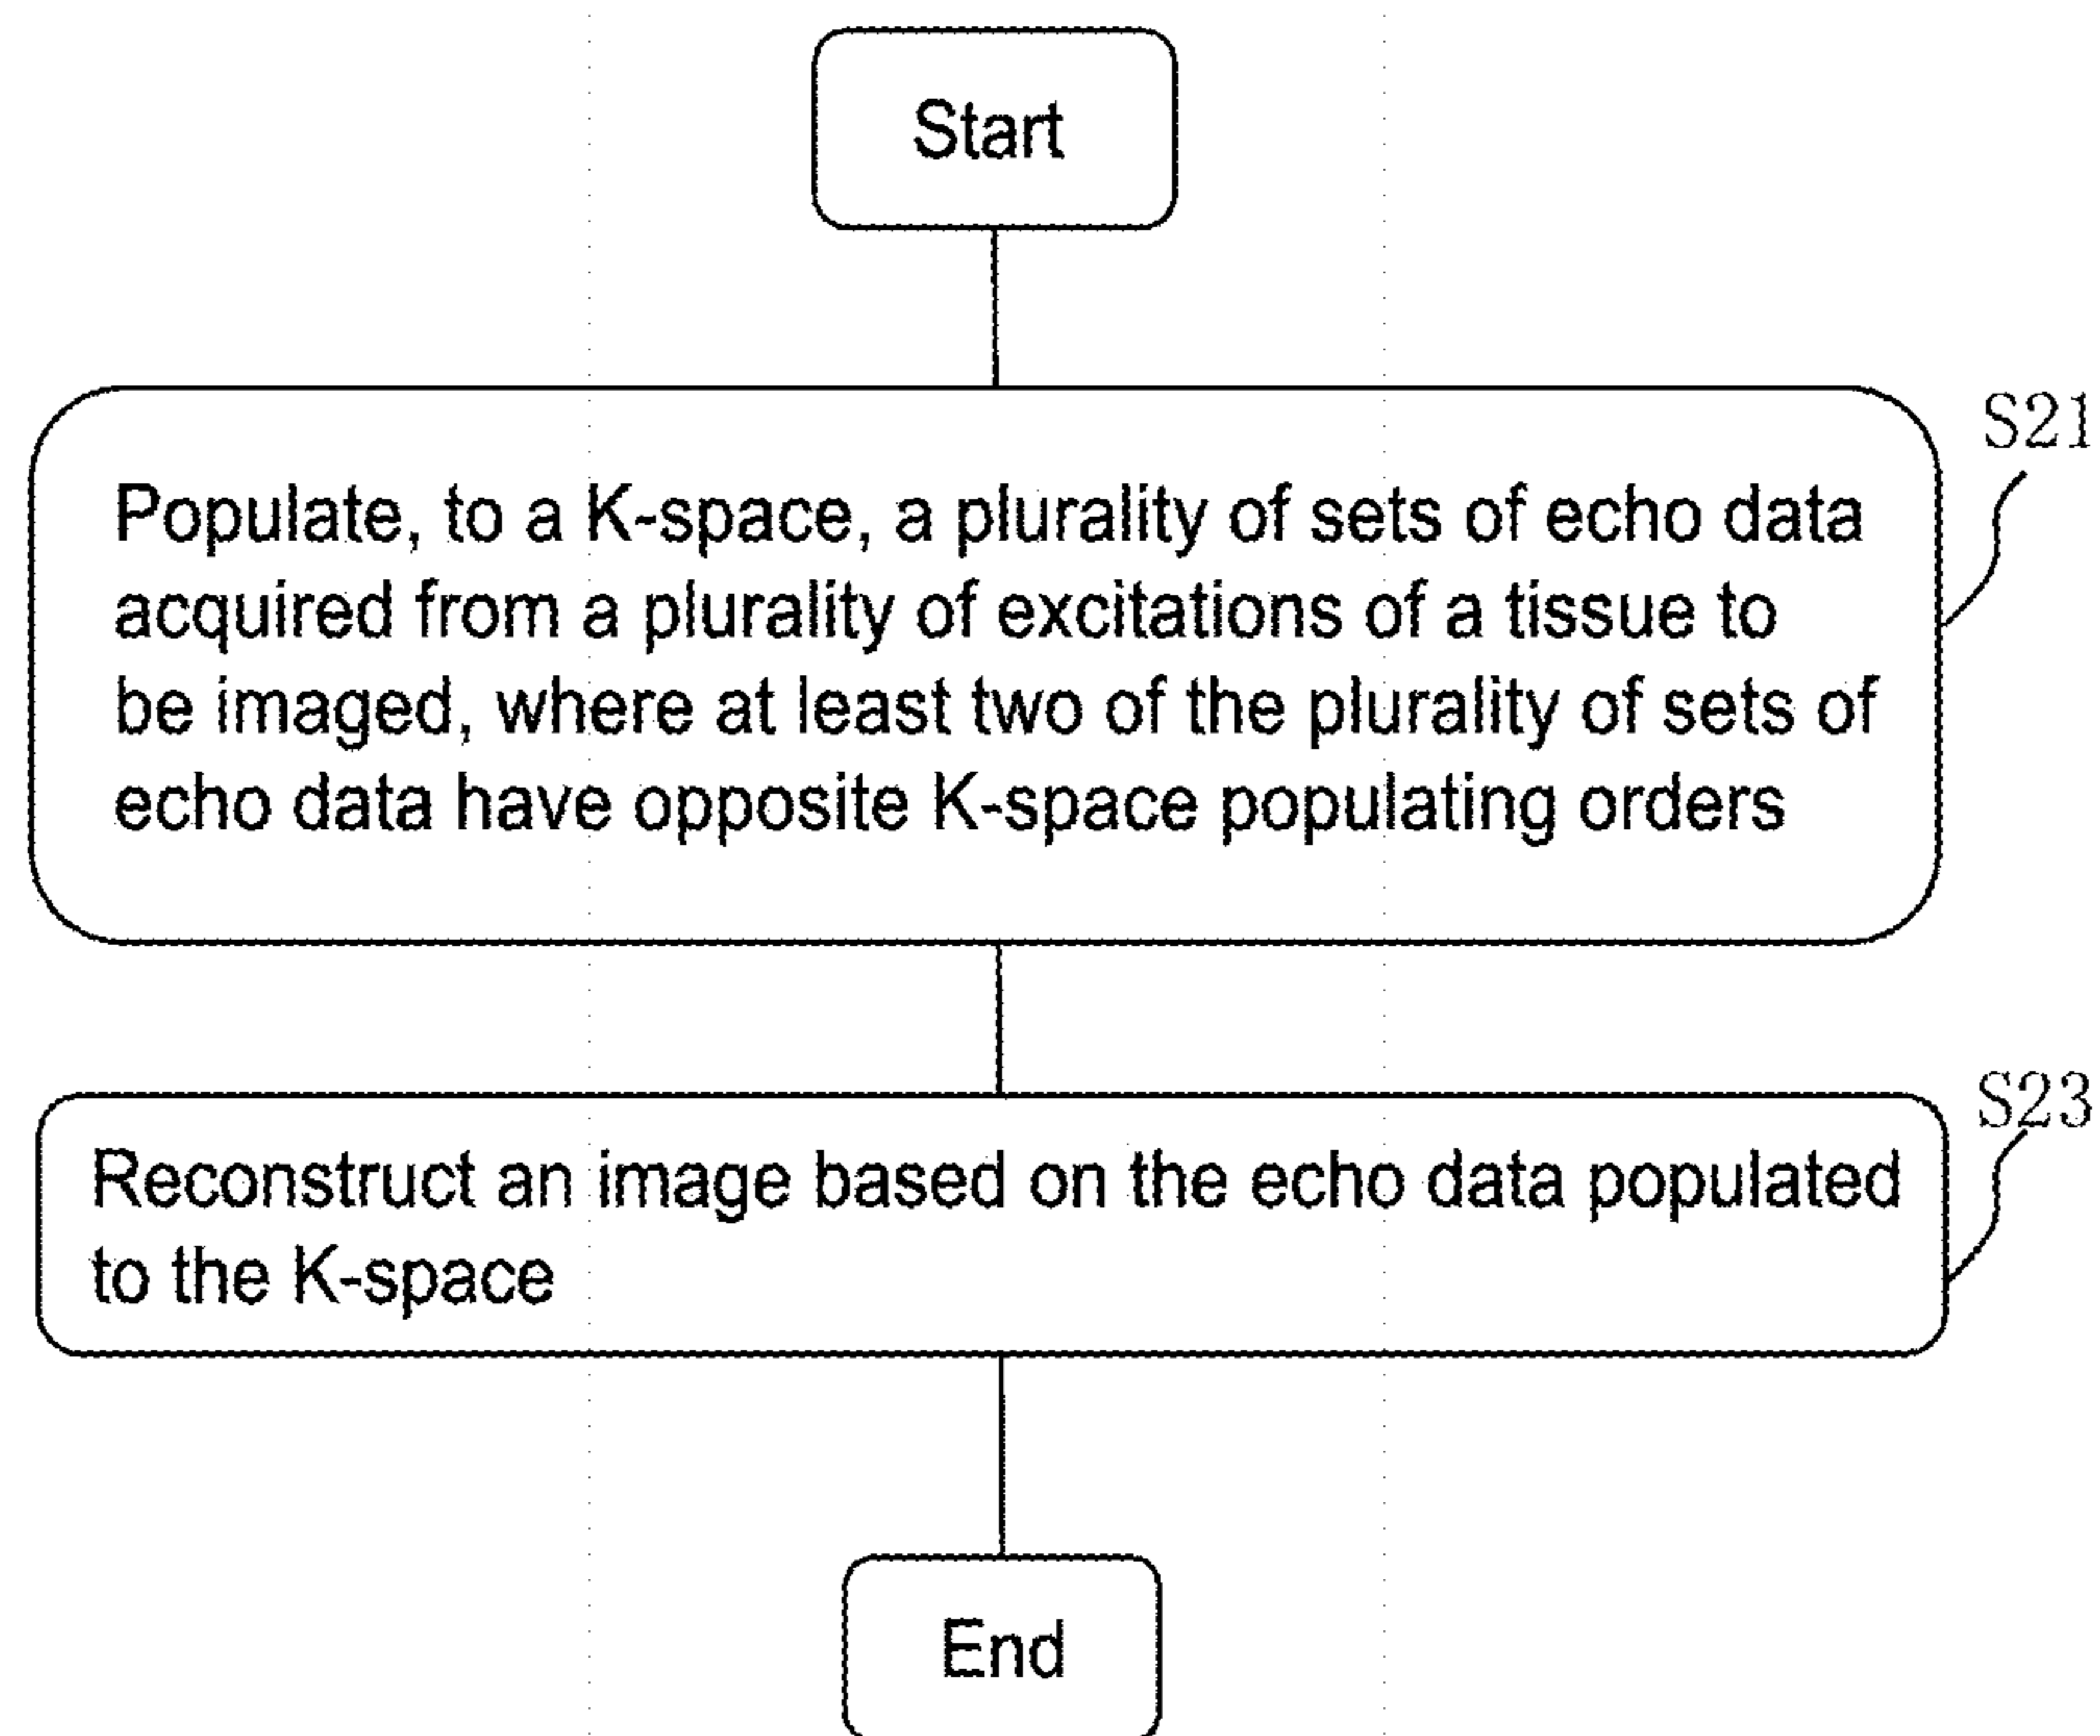 Start
S21
Populate, to a K-space, a plurality of sets of echo data
acquired from a plurality of excitations of a tissue to
be imaged, where at least two of the plurality of sets of
echo data have opposite K-space populating orders
S23
Reconstruct an image based on the echo data populated
to the K-space
End